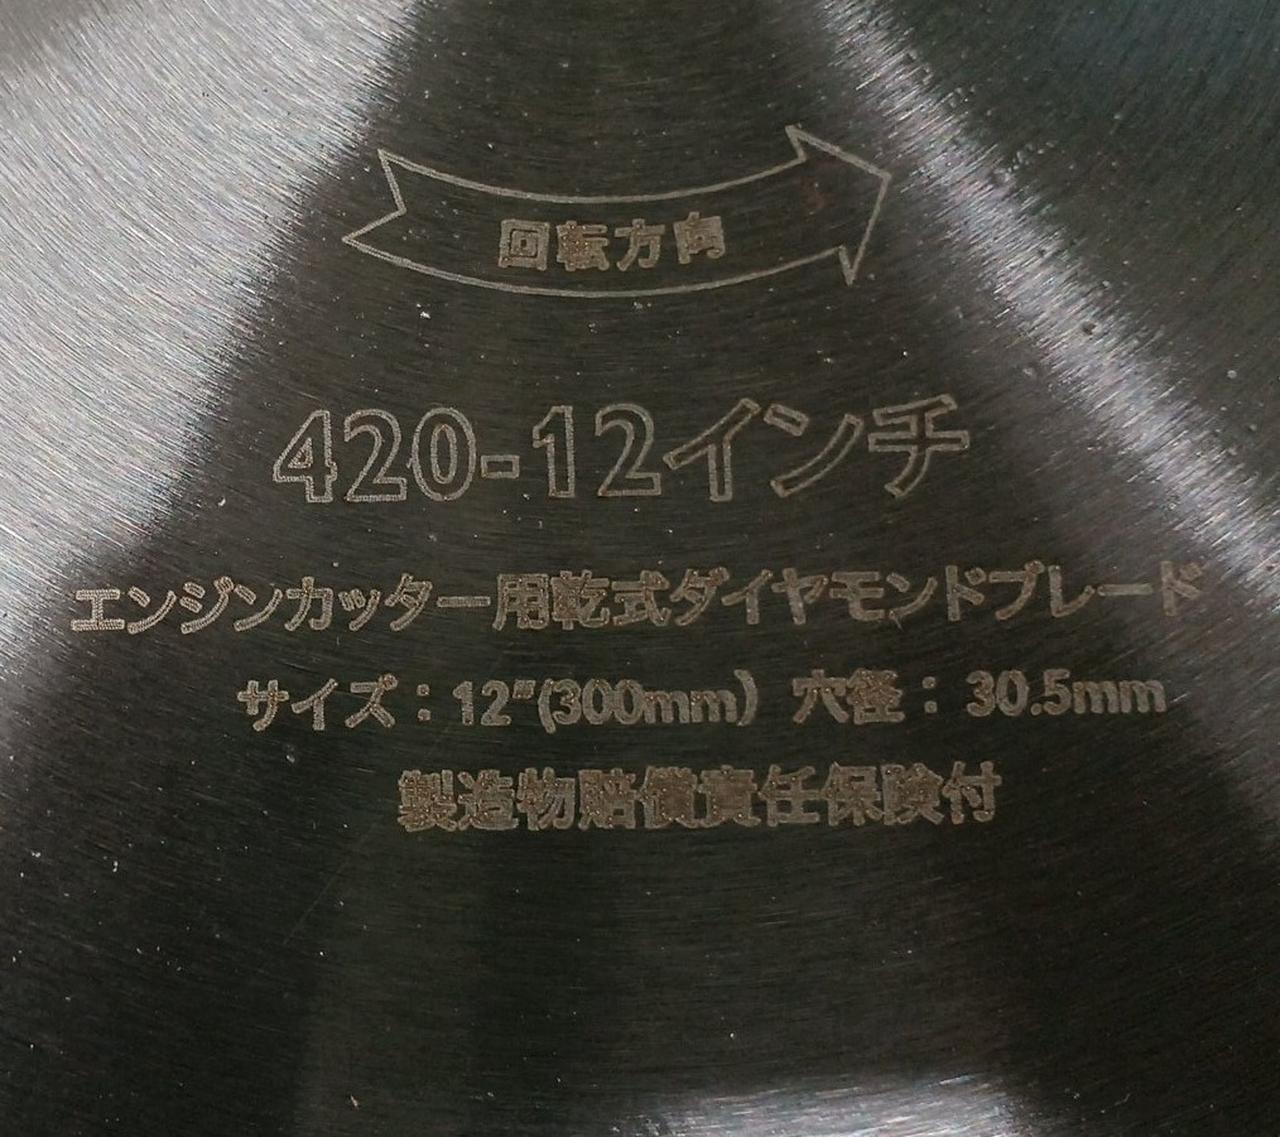 回転方向
420-12インチ
エンジンカッター用乾式ダイヤモンドブレード
サイズ：12"(300mm) 穴径：30.5mm
製造物賠償責任保険付